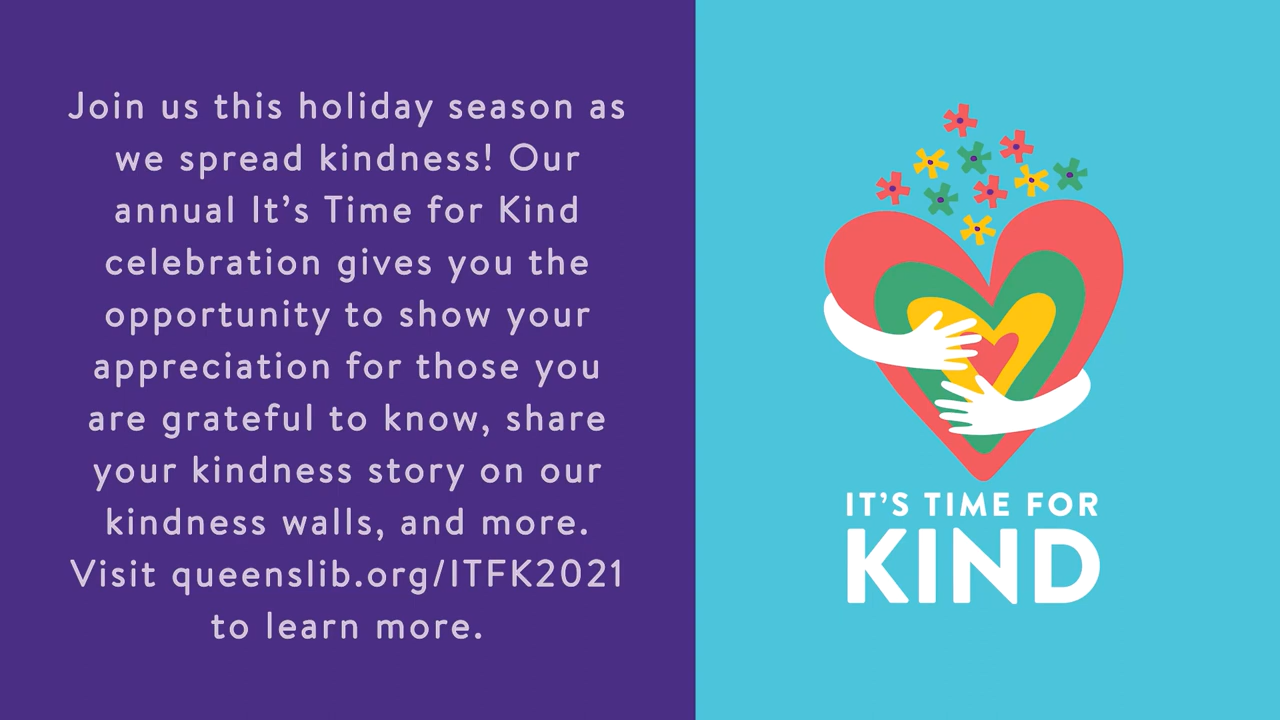 Join us this holiday season as
we spread kindness! Our
annual It’s Time for Kind
celebration gives you the
opportunity to show your
appreciation for those you
are grateful to know, share
your kindness story on our
kindness walls, and more.
Visit queenslib.org/ITFK2021
to learn more.
IT’S TIME FOR
KIND